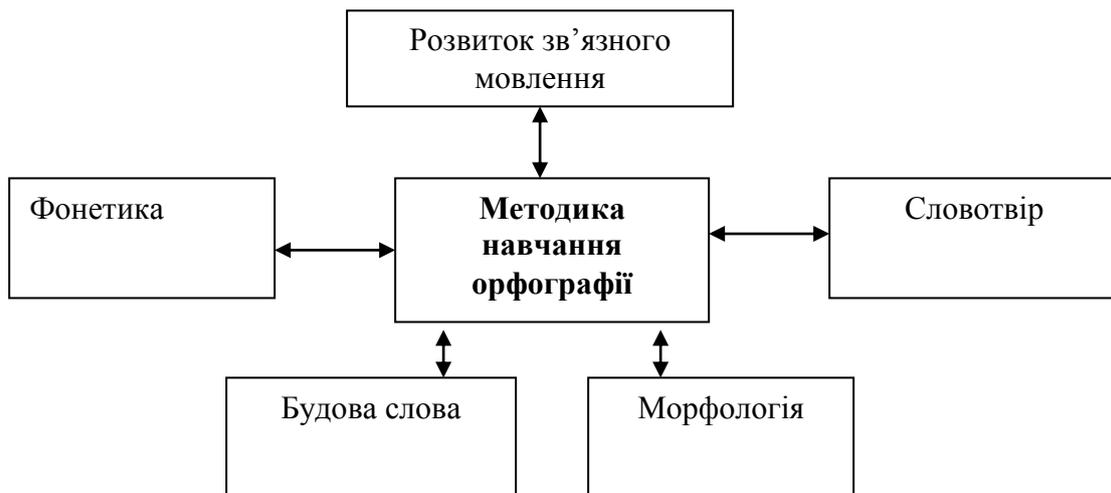 Розвиток зв’язного
мовлення
Фонетика
Методика
навчання
орфографії
Словотвір
Будова слова
Морфологія